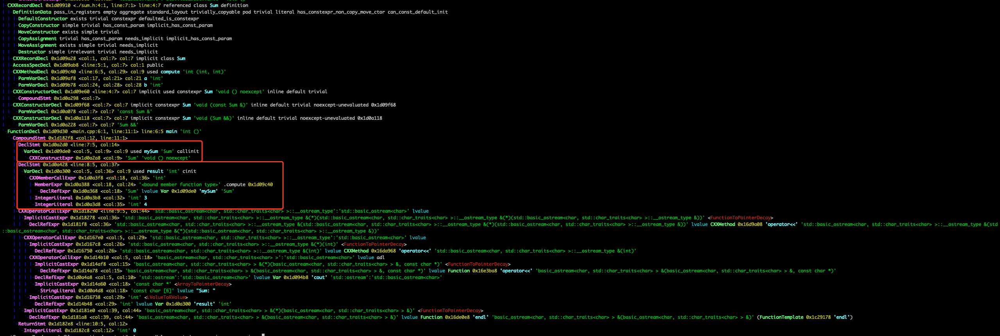 -CXXRecordDecl 0x1d09910 <./sum.h:4:1, line:7:1> line:4:7 referenced class Sum definition
| |-DefinitionData pass_in_registers empty aggregate standard_layout trivially_copyable pod trivial literal has_constexpr_non_copy_move_ctor can_const_default_init
| | |-DefaultConstructor exists trivial constexpr defaulted_is_constexpr
| | |-CopyConstructor simple trivial has_const_param implicit_has_const_param
| | |-MoveConstructor exists simple trivial
| | |-CopyAssignment trivial has_const_param needs_implicit implicit_has_const_param
| | |-MoveAssignment exists simple trivial needs_implicit
| | `-Destructor simple irrelevant trivial needs_implicit
| |-CXXRecordDecl 0x1d09a28 <col:1, col:7> col:7 implicit class Sum
| |-AccessSpecDecl 0x1d09ab8 <line:5:1, col:7> col:1 public
| |-CXXMethodDecl 0x1d09c40 <line:6:5, col:29> col:9 used compute 'int (int, int)'
| | |-ParmVarDecl 0x1d09af8 <col:17, col:21> col:21 a 'int'
| | `-ParmVarDecl 0x1d09b78 <col:24, col:28> col:28 b 'int'
| |-CXXConstructorDecl 0x1d09e60 <line:4:7> col:7 implicit used constexpr Sum 'void () noexcept' inline default trivial
| | `-CompoundStmt 0x1d0a298 <col:7>
| |-CXXConstructorDecl 0x1d09f68 <col:7> col:7 implicit constexpr Sum 'void (const Sum &)' inline default trivial noexcept-unevaluated 0x1d09f68
| | `-ParmVarDecl 0x1d0a078 <col:7> col:7 'const Sum &'
| `-CXXConstructorDecl 0x1d0a118 <col:7> col:7 implicit constexpr Sum 'void (Sum &&)' inline default trivial noexcept-unevaluated 0x1d0a118
|   `-ParmVarDecl 0x1d0a228 <col:7> col:7 'Sum &&'
`-FunctionDecl 0x1d09d30 <main.cpp:6:1, line:11:1> line:6:5 main 'int ()'
  `-CompoundStmt 0x1d182f8 <col:12, line:11:1>
    |-DeclStmt 0x1d0a2d0 <line:7:5, col:14>
    | `-VarDecl 0x1d09de0 <col:5, col:9> col:9 used mySum 'Sum' callinit
    |   `-CXXConstructExpr 0x1d0a2a8 <col:9> 'Sum' 'void () noexcept'
    |-DeclStmt 0x1d0a428 <line:8:5, col:37>
    | `-VarDecl 0x1d0a300 <col:5, col:36> col:9 used result 'int' cinit
    |   `-CXXMemberCallExpr 0x1d0a3f8 <col:18, col:36> 'int'
    |     |-MemberExpr 0x1d0a388 <col:18, col:24> '<bound member function type>' .compute 0x1d09c40
    |     | `-DeclRefExpr 0x1d0a368 <col:18> 'Sum' lvalue Var 0x1d09de0 'mySum' 'Sum'
    |     |-IntegerLiteral 0x1d0a3b8 <col:32> 'int' 3
    |     `-IntegerLiteral 0x1d0a3d8 <col:35> 'int' 4
    |-CXXOperatorCallExpr 0x1d18290 <line:9:5, col:44> 'std::basic_ostream<char, std::char_traits<char> >::__ostream_type':'std::basic_ostream<char>' lvalue
    | |-ImplicitCastExpr 0x1d18278 <col:36> 'std::basic_ostream<char, std::char_traits<char> >::__ostream_type &(*)(std::basic_ostream<char, std::char_traits<char> >::__ostream_type &(*)(std::basic_ostream<char, std::char_traits<char> >::__ostream_type &))' <FunctionToPointerDecay>
    | | `-DeclRefExpr 0x1d181f8 <col:36> 'std::basic_ostream<char, std::char_traits<char> >::__ostream_type &(std::basic_ostream<char, std::char_traits<char> >::__ostream_type &(*)(std::basic_ostream<char, std::char_traits<char> >::__ostream_type &))' lvalue CXXMethod 0x16d9a08 'operator<<' 'std::basic_ostream<char, std::char_traits<char> >::__ostream_type &(std
::basic_ostream<char, std::char_traits<char> >::__ostream_type &(*)(std::basic_ostream<char, std::char_traits<char> >::__ostream_type &))'
    | |-CXXOperatorCallExpr 0x1d167e0 <col:5, col:29> 'std::basic_ostream<char, std::char_traits<char> >::__ostream_type':'std::basic_ostream<char>' lvalue
    | | |-ImplicitCastExpr 0x1d167c8 <col:26> 'std::basic_ostream<char, std::char_traits<char> >::__ostream_type &(*)(int)' <FunctionToPointerDecay>
    | | | `-DeclRefExpr 0x1d16750 <col:26> 'std::basic_ostream<char, std::char_traits<char> >::__ostream_type &(int)' lvalue CXXMethod 0x16da968 'operator<<' 'std::basic_ostream<char, std::char_traits<char> >::__ostream_type &(int)'
    | | |-CXXOperatorCallExpr 0x1d14b10 <col:5, col:18> 'basic_ostream<char, std::char_traits<char> >':'std::basic_ostream<char>' lvalue adl
    | | | |-ImplicitCastExpr 0x1d14af8 <col:15> 'basic_ostream<char, std::char_traits<char> > &(*)(basic_ostream<char, std::char_traits<char> > &, const char *)' <FunctionToPointerDecay>
    | | | | `-DeclRefExpr 0x1d14a78 <col:15> 'basic_ostream<char, std::char_traits<char> > &(basic_ostream<char, std::char_traits<char> > &, const char *)' lvalue Function 0x16e3ba8 'operator<<' 'basic_ostream<char, std::char_traits<char> > &(basic_ostream<char, std::char_traits<char> > &, const char *)'
    | | | |-DeclRefExpr 0x1d0a4a8 <col:5, col:10> 'std::ostream':'std::basic_ostream<char>' lvalue Var 0x1d094b8 'cout' 'std::ostream':'std::basic_ostream<char>'
    | | | `-ImplicitCastExpr 0x1d14a60 <col:18> 'const char *' <ArrayToPointerDecay>
    | | |   `-StringLiteral 0x1d0a4d8 <col:18> 'const char [6]' lvalue "Sum: "
    | | `-ImplicitCastExpr 0x1d16738 <col:29> 'int' <LValueToRValue>
    | |   `-DeclRefExpr 0x1d14b48 <col:29> 'int' lvalue Var 0x1d0a300 'result' 'int'
    | `-ImplicitCastExpr 0x1d181e0 <col:39, col:44> 'basic_ostream<char, std::char_traits<char> > &(*)(basic_ostream<char, std::char_traits<char> > &)' <FunctionToPointerDecay>
    |   `-DeclRefExpr 0x1d181a8 <col:39, col:44> 'basic_ostream<char, std::char_traits<char> > &(basic_ostream<char, std::char_traits<char> > &)' lvalue Function 0x16de0e8 'endl' 'basic_ostream<char, std::char_traits<char> > &(basic_ostream<char, std::char_traits<char> > &)' (FunctionTemplate 0x1c29178 'endl')
    `-ReturnStmt 0x1d182e8 <line:10:5, col:12>
      `-IntegerLiteral 0x1d182c8 <col:12> 'int' 0